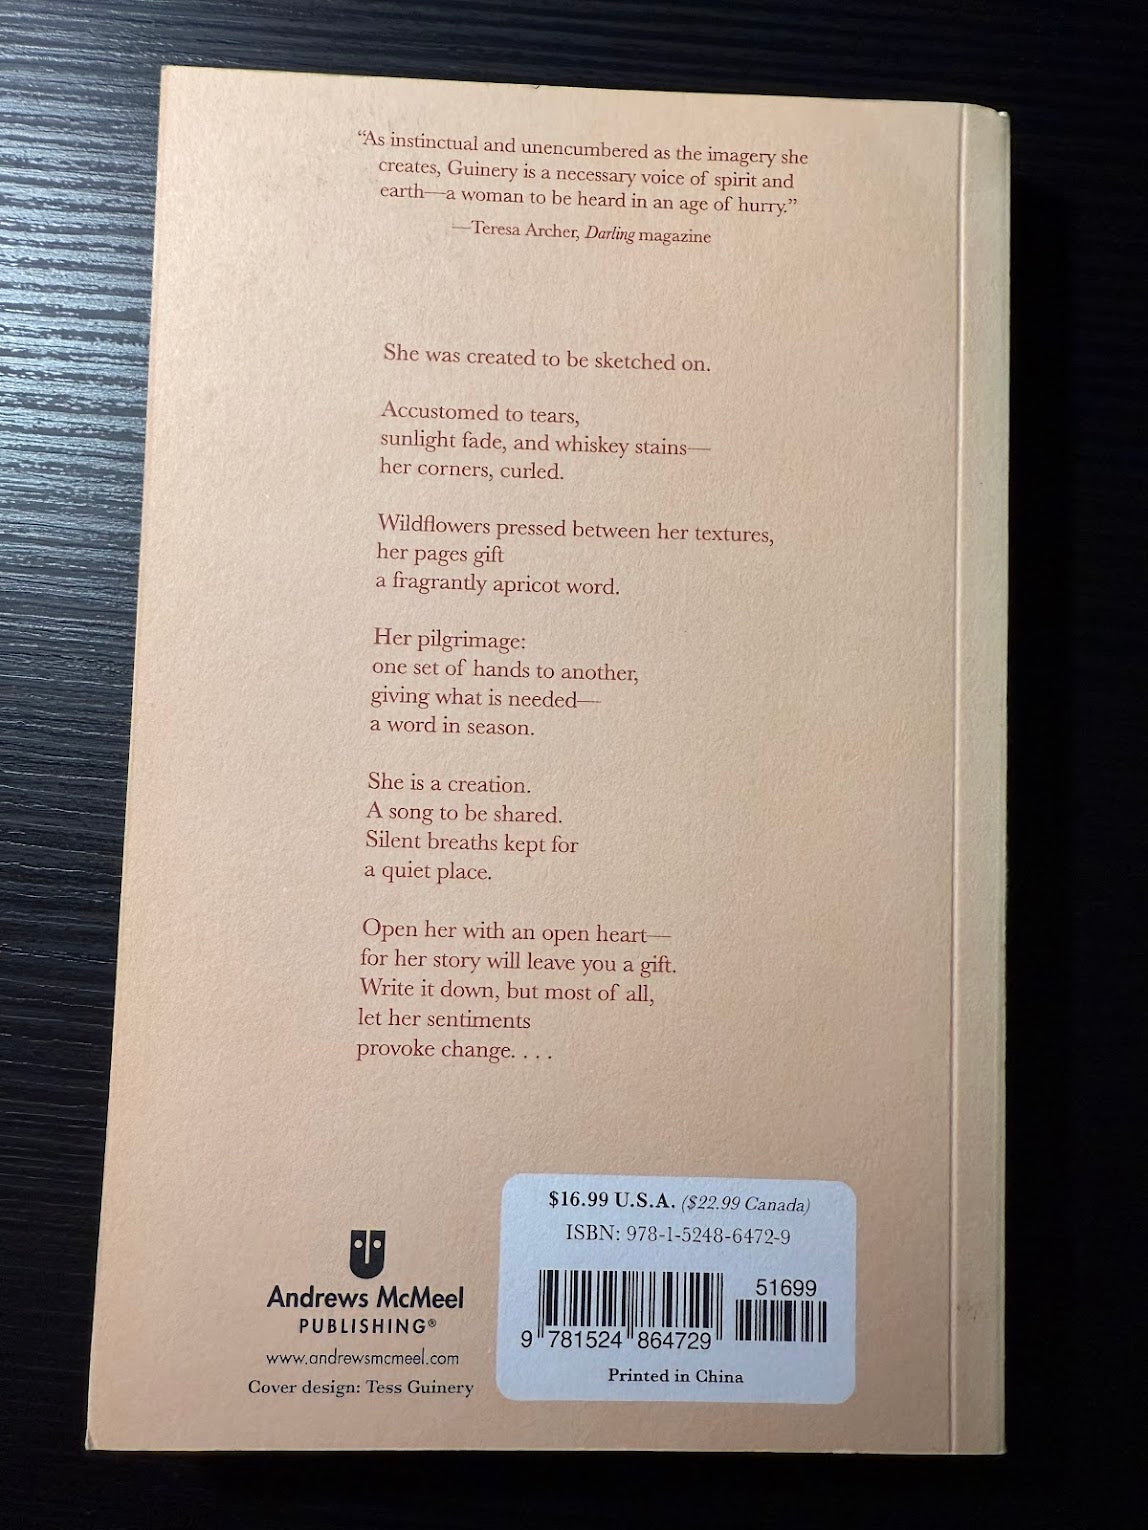 “As instinctual and unencumbered as the imagery she
creates, Guinery is a necessary voice of spirit and
earth—a woman to be heard in an age of hurry.”
—Teresa Archer, Darling magazine
She was created to be sketched on.
Accustomed to tears,
sunlight fade, and whiskey stains—
her corners, curled.
Wildflowers pressed between her textures,
her pages gift
a fragrantly apricot word.
Her pilgrimage:
one set of hands to another,
giving what is needed—
a word in season.
She is a creation.
A song to be shared.
Silent breaths kept for
a quiet place.
Open her with an open heart—
for her story will leave you a gift.
Write it down, but most of all,
let her sentiments
provoke change. . . .
Andrews McMeel
PUBLISHING®
www.andrewsmcmeel.com
Cover design: Tess Guinery
$16.99 U.S.A. ($22.99 Canada)
ISBN: 978-1-5248-6472-9
51699
9 781524 864729
Printed in China